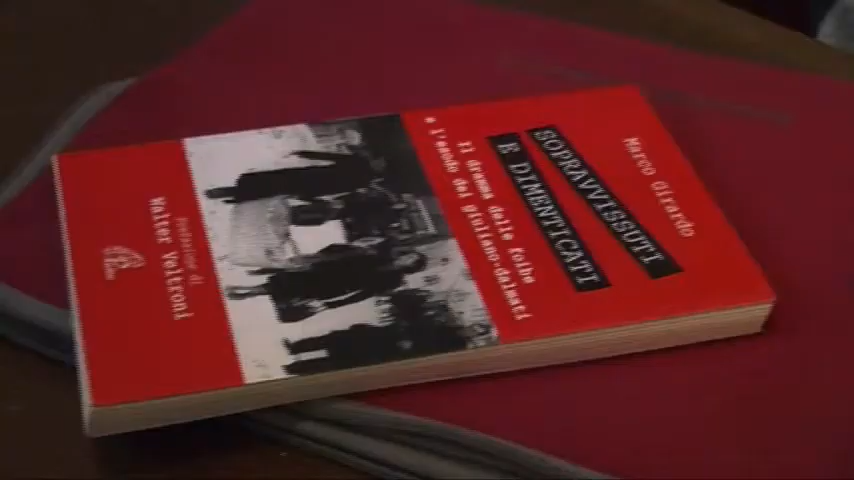 Marco Girardo
SOPRAVVISSUTI
E DIMENTICATI
Il dramma delle foibe
e l'esodo dei giuliano-dalmati
Prefazione di
Walter Veltroni